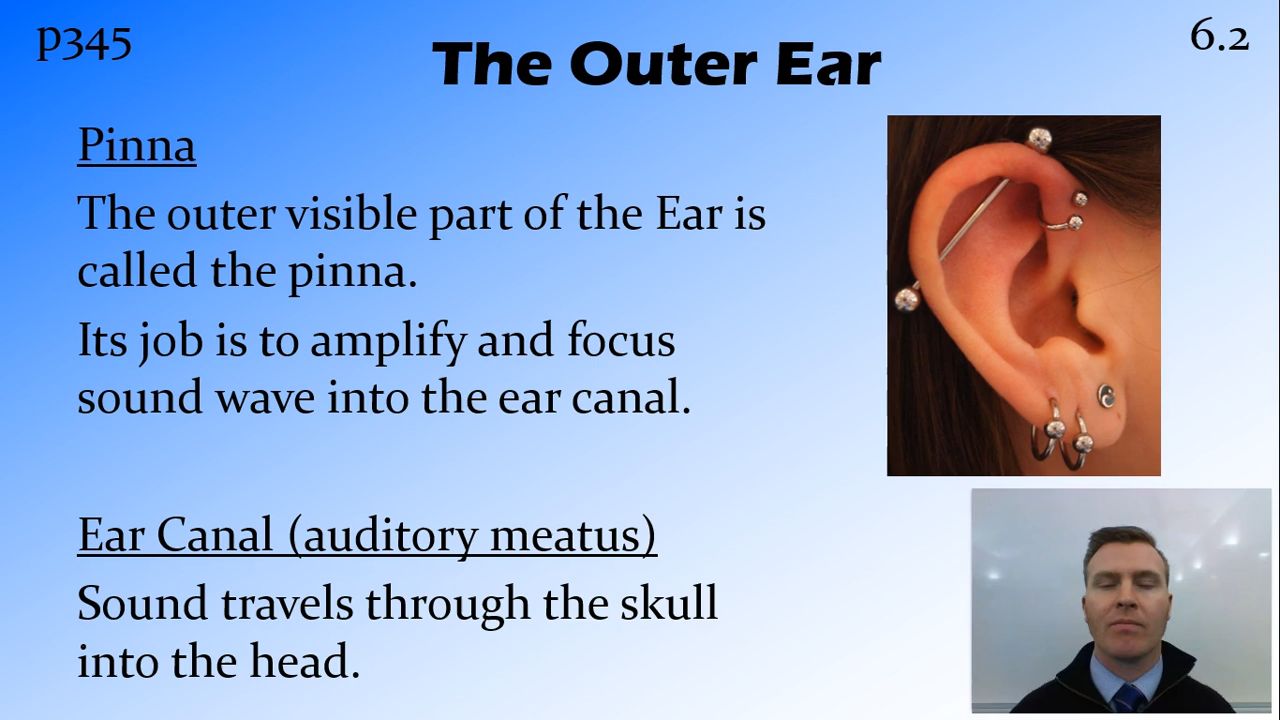 p345
6.2
The Outer Ear
Pinna
The outer visible part of the Ear is
called the pinna.
Its job is to amplify and focus
sound wave into the ear canal.
Ear Canal (auditory meatus)
Sound travels through the skull
into the head.